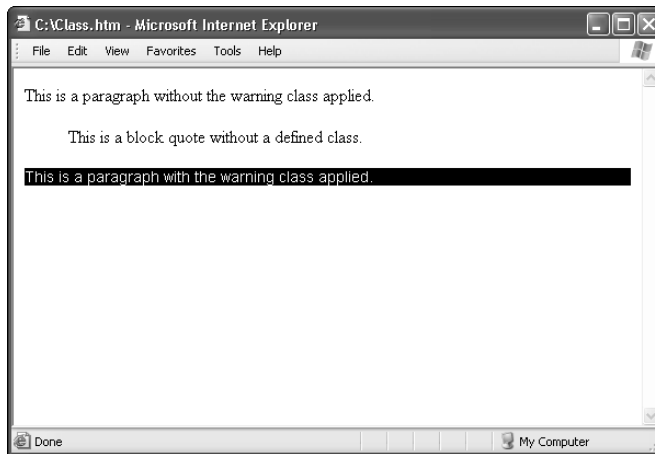 C:\Class.htm - Microsoft Internet Explorer
File Edit View Favorites Tools Help
This is a paragraph without the warning class applied.
This is a block quote without a defined class.
This is a paragraph with the warning class applied.
Done My Computer